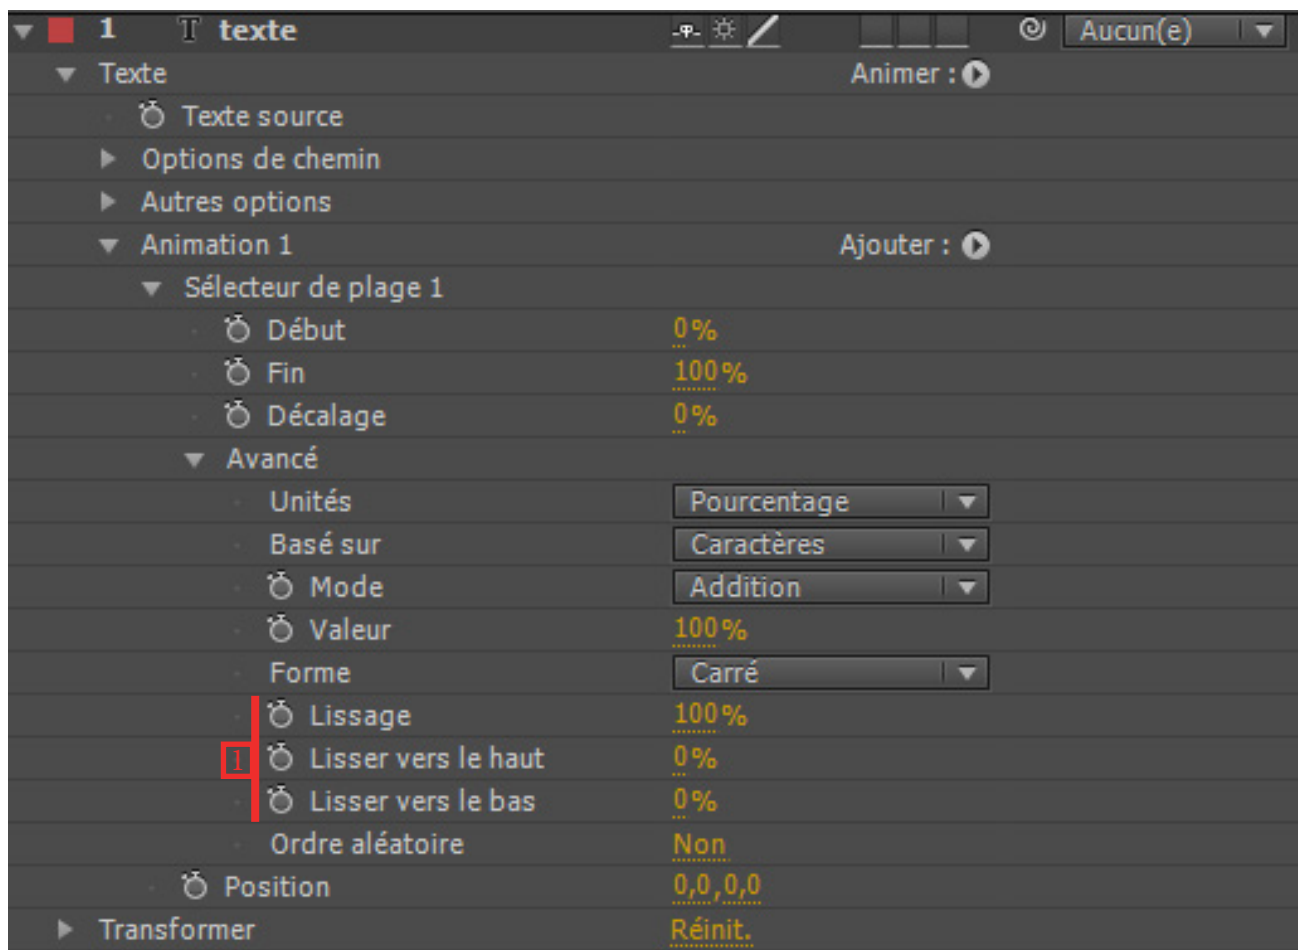 1 T texte Aucun(e)
Texte Animer :
Texte source
Options de chemin
Autres options
Animation 1 Ajouter :
Sélecteur de plage 1
Début 0%
Fin 100%
Décalage 0%
Avancé
Unités Pourcentage
Basé sur Caractères
Mode Addition
Valeur 100%
Forme Carré
Lissage 100%
1 Lisser vers le haut 0%
Lisser vers le bas 0%
Ordre aléatoire Non
Position 0,0,0,0
Transformer Réinit.